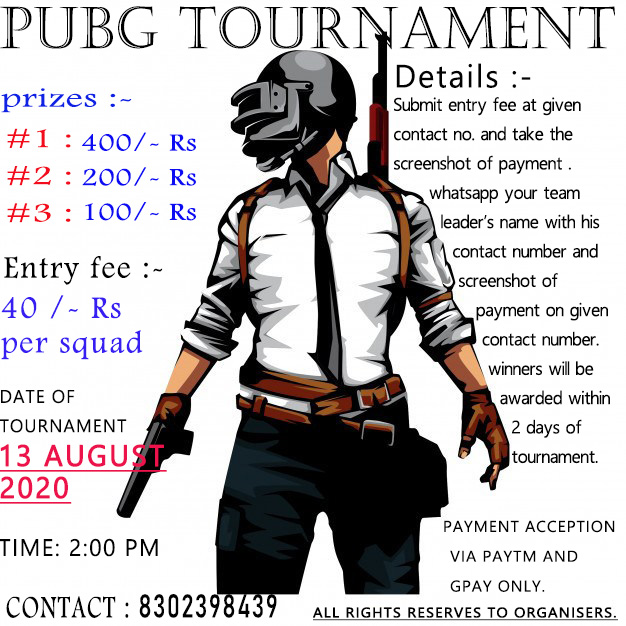 PUBG TOURNAMENT
prizes :-
#1 : 400/- Rs
#2 : 200/- Rs
#3 : 100/- Rs
Entry fee :-
40 /- Rs
per squad
DATE OF
TOURNAMENT
13 AUGUST
2020
TIME: 2:00 PM
Details :-
Submit entry fee at given
contact no. and take the
screenshot of payment .
whatsapp your team
leader's name with his
contact number and
screenshot of
payment on given
contact number.
winners will be
awarded within
2 days of
tournament.
PAYMENT ACCEPTION
VIA PAYTM AND
GPAY ONLY.
CONTACT : 8302398439
ALL RIGHTS RESERVES TO ORGANISERS.